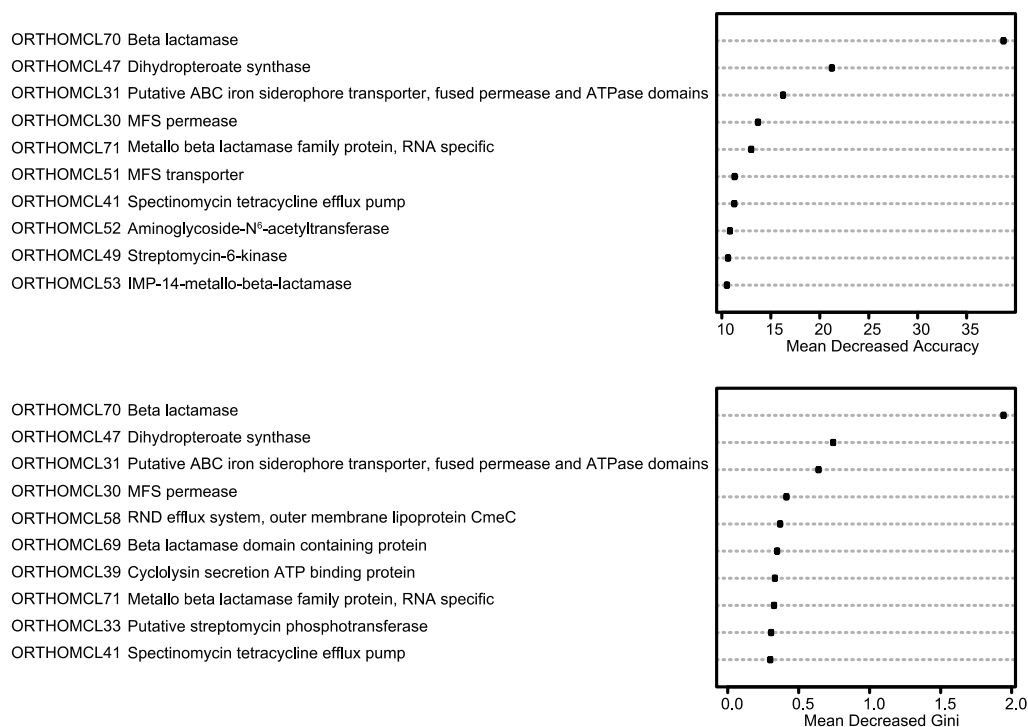 ORTHOMCL70 Beta lactamase
ORTHOMCL47 Dihydropteroate synthase
ORTHOMCL31 Putative ABC iron siderophore transporter, fused permease and ATPase domains
ORTHOMCL30 MFS permease
ORTHOMCL71 Metallo beta lactamase family protein, RNA specific
ORTHOMCL51 MFS transporter
ORTHOMCL41 Spectinomycin tetracycline efflux pump
ORTHOMCL52 Aminoglycoside-N⁶-acetyltransferase
ORTHOMCL49 Streptomycin-6-kinase
ORTHOMCL53 IMP-14-metallo-beta-lactamase
10 15 20 25 30 35
Mean Decreased Accuracy
ORTHOMCL70 Beta lactamase
ORTHOMCL47 Dihydropteroate synthase
ORTHOMCL31 Putative ABC iron siderophore transporter, fused permease and ATPase domains
ORTHOMCL30 MFS permease
ORTHOMCL58 RND efflux system, outer membrane lipoprotein CmeC
ORTHOMCL69 Beta lactamase domain containing protein
ORTHOMCL39 Cyclolysin secretion ATP binding protein
ORTHOMCL71 Metallo beta lactamase family protein, RNA specific
ORTHOMCL33 Putative streptomycin phosphotransferase
ORTHOMCL41 Spectinomycin tetracycline efflux pump
0.0 0.5 1.0 1.5 2.0
Mean Decreased Gini